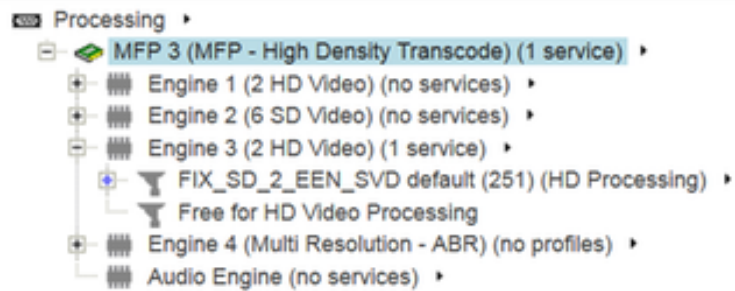 Processing
MFP 3 (MFP - High Density Transcode) (1 service)
Engine 1 (2 HD Video) (no services)
Engine 2 (6 SD Video) (no services)
Engine 3 (2 HD Video) (1 service)
FIX_SD_2_EEN_SVD default (251) (HD Processing)
Free for HD Video Processing
Engine 4 (Multi Resolution - ABR) (no profiles)
Audio Engine (no services)